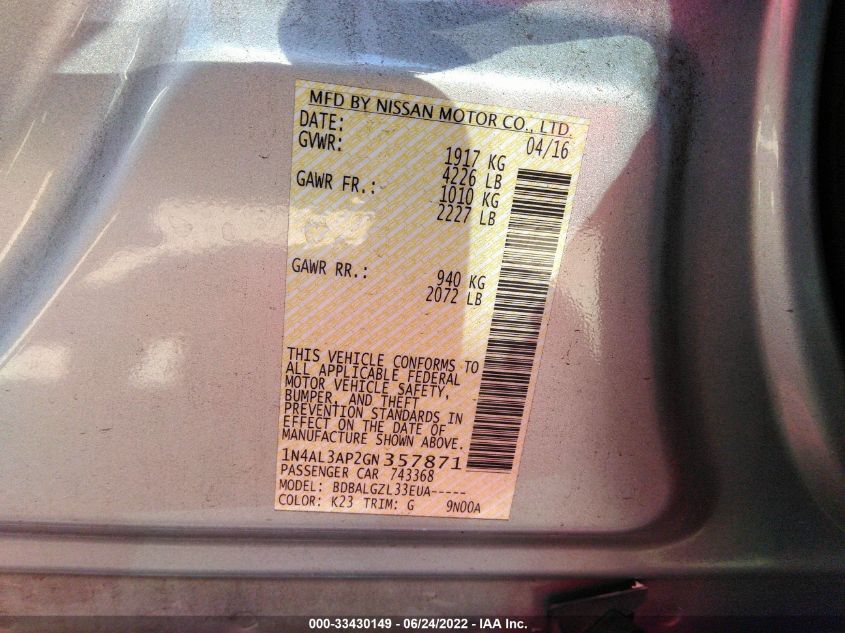 MFD BY NISSAN MOTOR CO., LTD.
DATE: 04/16
GVWR: 1917 KG
4226 LB
GAWR FR.: 1010 KG
2227 LB
GAWR RR.: 940 KG
2072 LB
THIS VEHICLE CONFORMS TO
ALL APPLICABLE FEDERAL
MOTOR VEHICLE SAFETY,
BUMPER, AND THEFT
PREVENTION STANDARDS IN
EFFECT ON THE DATE OF
MANUFACTURE SHOWN ABOVE.
1N4AL3AP2GN357871
PASSENGER CAR 743368
MODEL: BDBALGZL33EUA-----
COLOR: K23 TRIM: G 9N00A
000-33430149 - 06/24/2022 - IAA Inc.